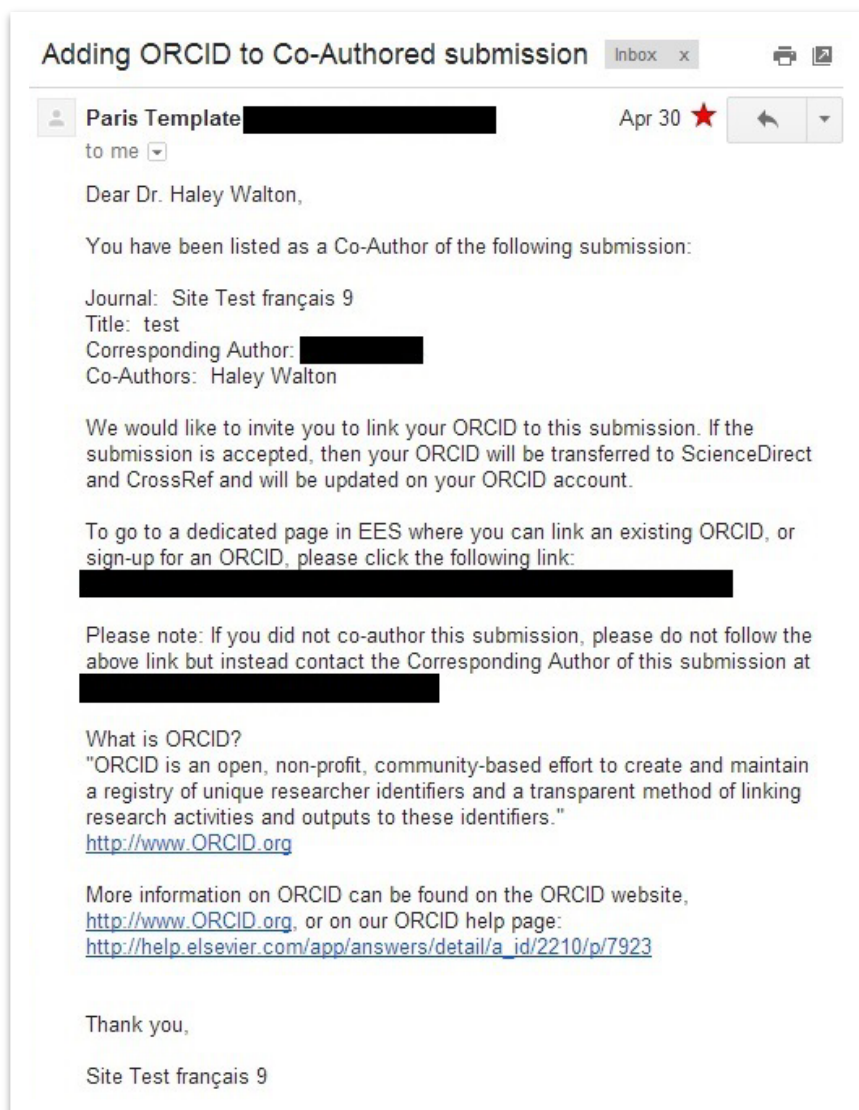 Adding ORCID to Co-Authored submission Inbox x
Paris Template Apr 30
to me
Dear Dr. Haley Walton,
You have been listed as a Co-Author of the following submission:
Journal: Site Test français 9
Title: test
Corresponding Author:
Co-Authors: Haley Walton
We would like to invite you to link your ORCID to this submission. If the
submission is accepted, then your ORCID will be transferred to ScienceDirect
and CrossRef and will be updated on your ORCID account.
To go to a dedicated page in EES where you can link an existing ORCID, or
sign-up for an ORCID, please click the following link:
Please note: If you did not co-author this submission, please do not follow the
above link but instead contact the Corresponding Author of this submission at
What is ORCID?
"ORCID is an open, non-profit, community-based effort to create and maintain
a registry of unique researcher identifiers and a transparent method of linking
research activities and outputs to these identifiers."
http://www.ORCID.org
More information on ORCID can be found on the ORCID website,
http://www.ORCID.org, or on our ORCID help page:
http://help.elsevier.com/app/answers/detail/a_id/2210/p/7923
Thank you,
Site Test français 9